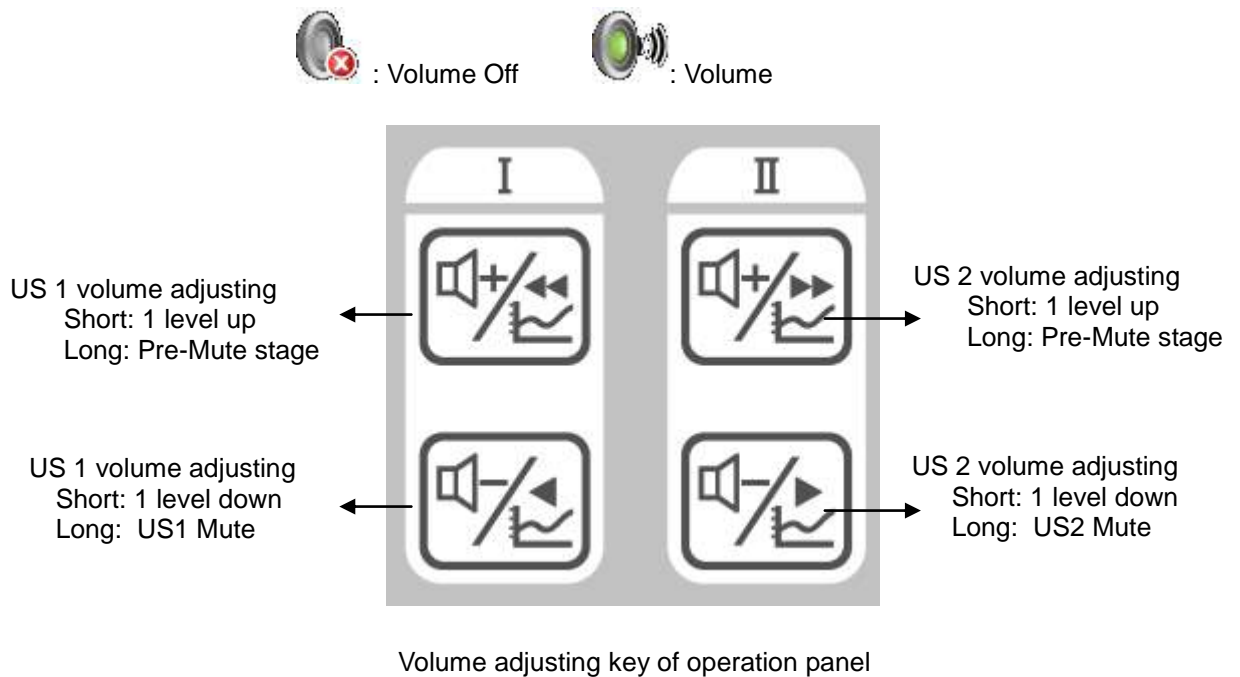 : Volume Off
: Volume
I
II
US 1 volume adjusting
Short: 1 level up
Long: Pre-Mute stage
US 2 volume adjusting
Short: 1 level up
Long: Pre-Mute stage
US 1 volume adjusting
Short: 1 level down
Long: US1 Mute
US 2 volume adjusting
Short: 1 level down
Long: US2 Mute
Volume adjusting key of operation panel